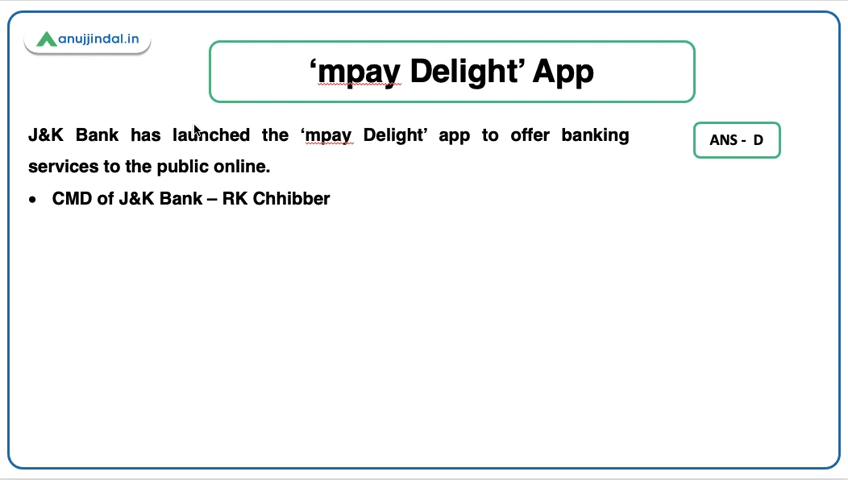 anujjindal.in
‘mpay Delight’ App
J&K Bank has launched the ‘mpay Delight’ app to offer banking
services to the public online.
ANS - D
• CMD of J&K Bank – RK Chhibber